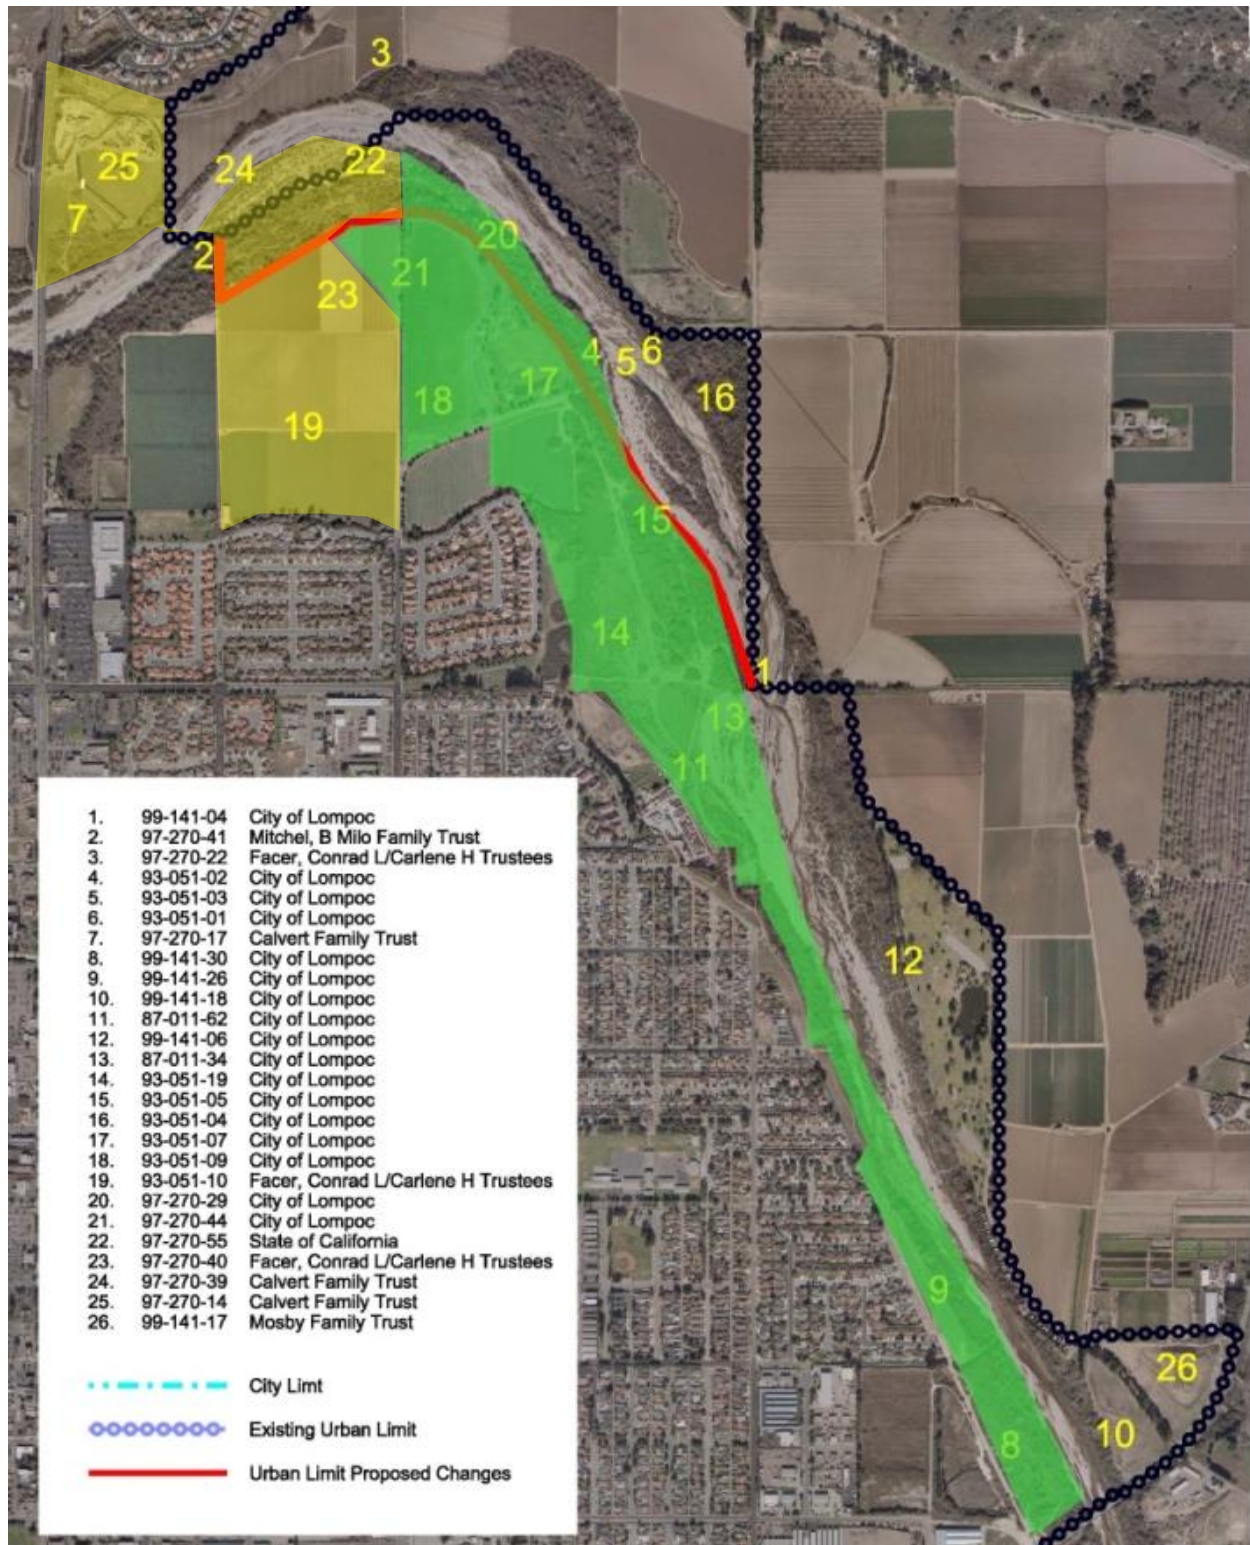 3
25
24
22
7
2
20
21
23
4
5
6
17
16
18
19
15
14
1
13
11
12
9
26
10
8
1. 99-141-04 City of Lompoc
2. 97-270-41 Mitchel, B Milo Family Trust
3. 97-270-22 Facer, Conrad L/Carlene H Trustees
4. 93-051-02 City of Lompoc
5. 93-051-03 City of Lompoc
6. 93-051-01 City of Lompoc
7. 97-270-17 Calvert Family Trust
8. 99-141-30 City of Lompoc
9. 99-141-26 City of Lompoc
10. 99-141-18 City of Lompoc
11. 87-011-62 City of Lompoc
12. 99-141-06 City of Lompoc
13. 87-011-34 City of Lompoc
14. 93-051-19 City of Lompoc
15. 93-051-05 City of Lompoc
16. 93-051-04 City of Lompoc
17. 93-051-07 City of Lompoc
18. 93-051-09 City of Lompoc
19. 93-051-10 Facer, Conrad L/Carlene H Trustees
20. 97-270-29 City of Lompoc
21. 97-270-44 City of Lompoc
22. 97-270-55 State of California
23. 97-270-40 Facer, Conrad L/Carlene H Trustees
24. 97-270-39 Calvert Family Trust
25. 97-270-14 Calvert Family Trust
26. 99-141-17 Mosby Family Trust
City Limt
Existing Urban Limit
Urban Limit Proposed Changes